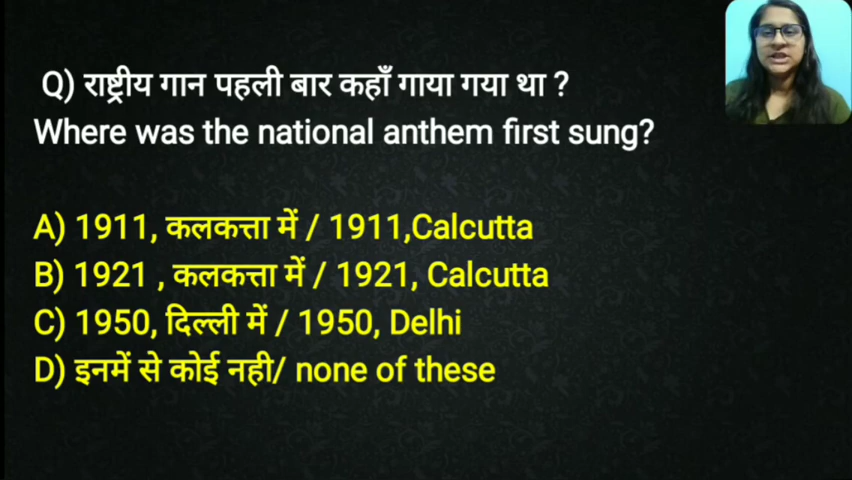 Q) राष्ट्रीय गान पहली बार कहाँ गाया गया था ?
Where was the national anthem first sung?
A) 1911, कलकत्ता में / 1911,Calcutta
B) 1921 , कलकत्ता में / 1921, Calcutta
C) 1950, दिल्ली में / 1950, Delhi
D) इनमें से कोई नही/ none of these